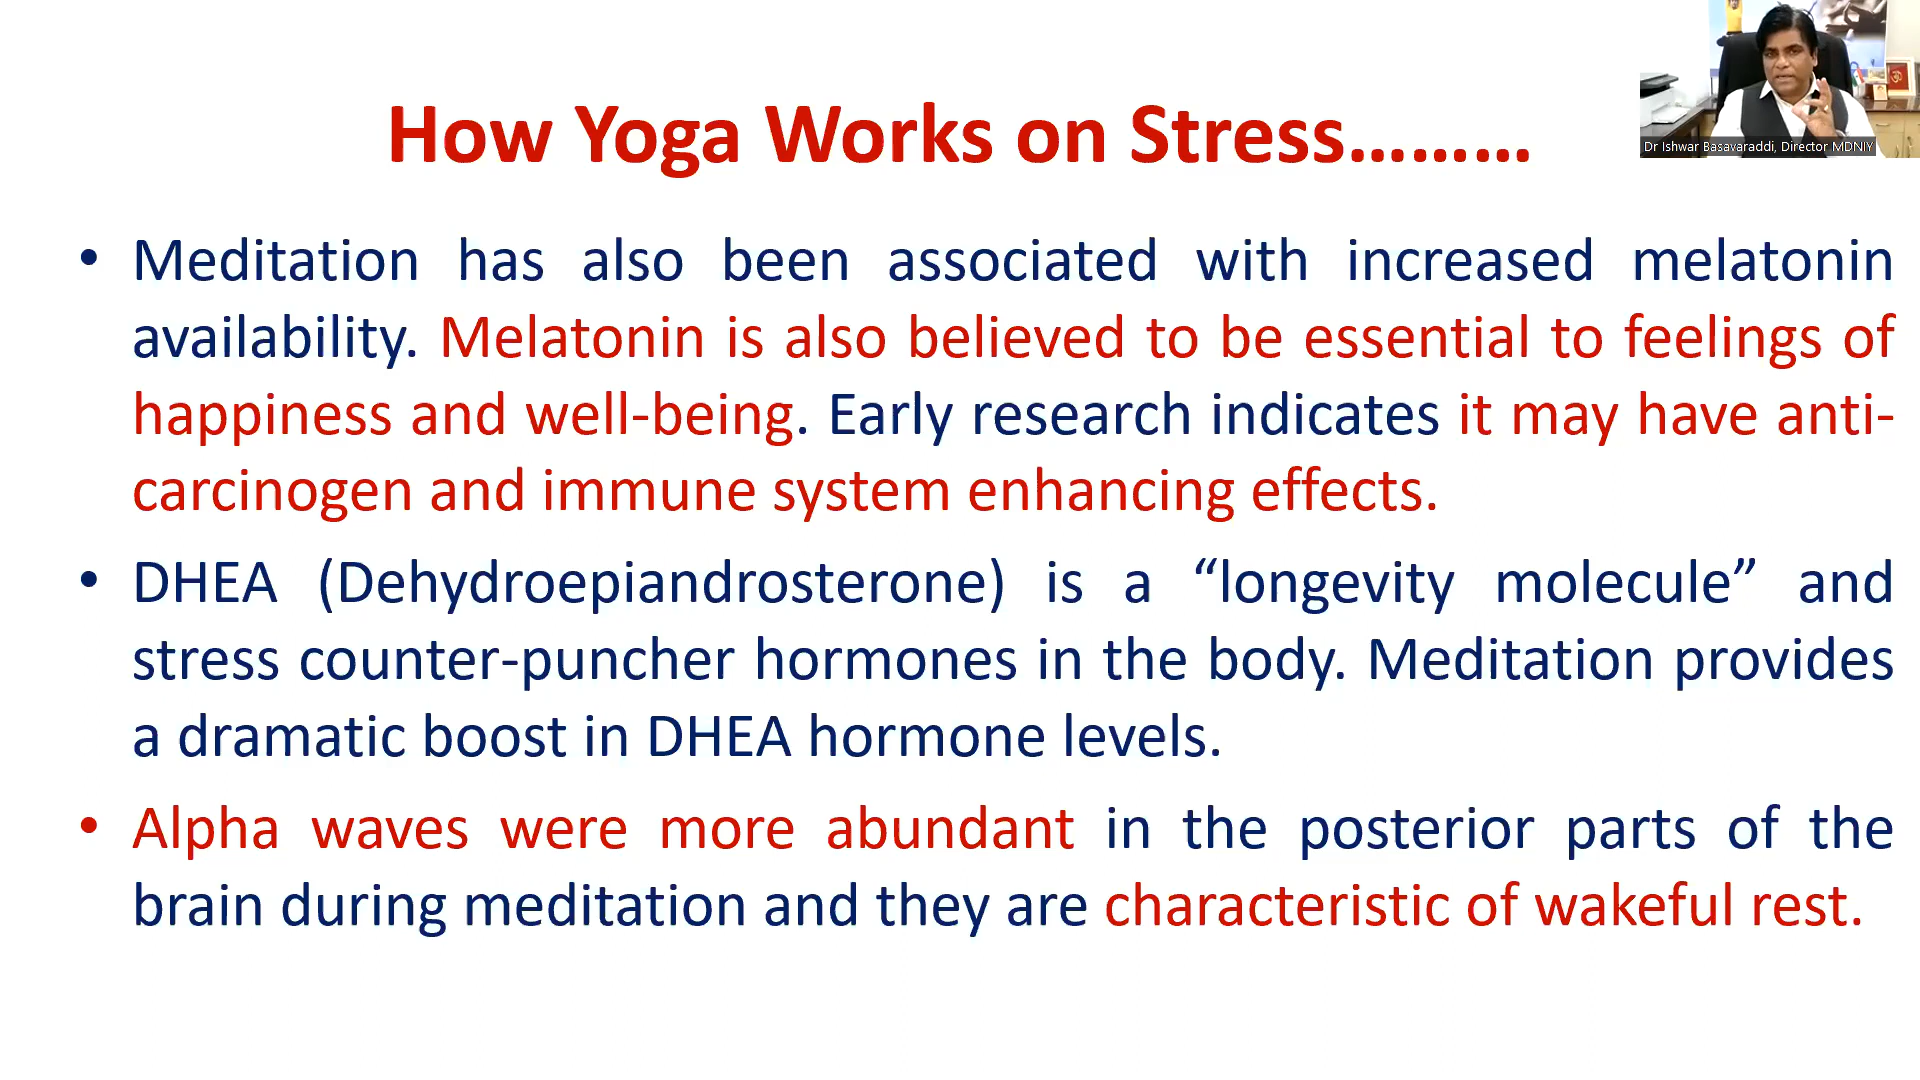 How Yoga Works on Stress………
Dr Ishwar Basavaraddi, Director MDNIY
• Meditation has also been associated with increased melatonin
availability. Melatonin is also believed to be essential to feelings of
happiness and well-being. Early research indicates it may have anti-
carcinogen and immune system enhancing effects.
• DHEA (Dehydroepiandrosterone) is a “longevity molecule” and
stress counter-puncher hormones in the body. Meditation provides
a dramatic boost in DHEA hormone levels.
• Alpha waves were more abundant in the posterior parts of the
brain during meditation and they are characteristic of wakeful rest.